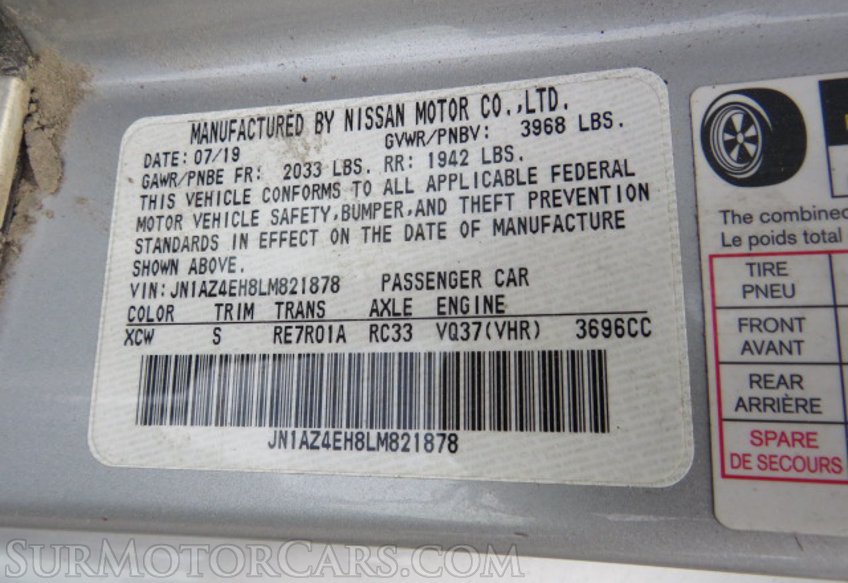 MANUFACTURED BY NISSAN MOTOR CO.,LTD.
DATE: 07/19 GVWR/PNBV: 3968 LBS.
GAWR/PNBE FR: 2033 LBS. RR: 1942 LBS.
THIS VEHICLE CONFORMS TO ALL APPLICABLE FEDERAL
MOTOR VEHICLE SAFETY,BUMPER,AND THEFT PREVENTION
STANDARDS IN EFFECT ON THE DATE OF MANUFACTURE
SHOWN ABOVE.
VIN: JN1AZ4EH8LM821878 PASSENGER CAR
COLOR TRIM TRANS AXLE ENGINE
XCW S RE7R01A RC33 VQ37(VHR) 3696CC
JN1AZ4EH8LM821878
The combined
Le poids total
TIRE
PNEU
FRONT
AVANT
REAR
ARRIÈRE
SPARE
DE SECOURS
SurMotorCars.com